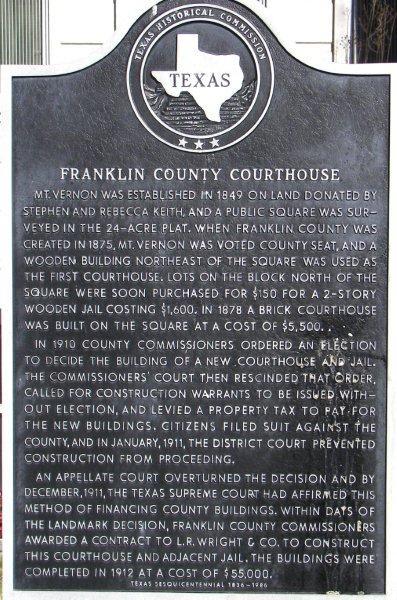 TEXAS HISTORICAL COMMISSION
TEXAS
FRANKLIN COUNTY COURTHOUSE
MT. VERNON WAS ESTABLISHED IN 1849 ON LAND DONATED BY
STEPHEN AND REBECCA KEITH, AND A PUBLIC SQUARE WAS SUR-
VEYED IN THE 24-ACRE PLAT. WHEN FRANKLIN COUNTY WAS
CREATED IN 1875, MT. VERNON WAS VOTED COUNTY SEAT, AND A
WOODEN BUILDING NORTHEAST OF THE SQUARE WAS USED AS
THE FIRST COURTHOUSE. LOTS ON THE BLOCK NORTH OF THE
SQUARE WERE SOON PURCHASED FOR $150 FOR A 2-STORY
WOODEN JAIL COSTING $1,600. IN 1878 A BRICK COURTHOUSE
WAS BUILT ON THE SQUARE AT A COST OF $5,500.
IN 1910 COUNTY COMMISSIONERS ORDERED AN ELECTION
TO DECIDE THE BUILDING OF A NEW COURTHOUSE AND JAIL.
THE COMMISSIONERS' COURT THEN RESCINDED THAT ORDER,
CALLED FOR CONSTRUCTION WARRANTS TO BE ISSUED WITH-
OUT ELECTION, AND LEVIED A PROPERTY TAX TO PAY FOR
THE NEW BUILDINGS. CITIZENS FILED SUIT AGAINST THE
COUNTY, AND IN JANUARY, 1911, THE DISTRICT COURT PREVENTED
CONSTRUCTION FROM PROCEEDING.
AN APPELLATE COURT OVERTURNED THE DECISION AND BY
DECEMBER, 1911, THE TEXAS SUPREME COURT HAD AFFIRMED THIS
METHOD OF FINANCING COUNTY BUILDINGS. WITHIN DAYS OF
THE LANDMARK DECISION, FRANKLIN COUNTY COMMISSIONERS
AWARDED A CONTRACT TO L.R. WRIGHT & CO. TO CONSTRUCT
THIS COURTHOUSE AND ADJACENT JAIL. THE BUILDINGS WERE
COMPLETED IN 1912 AT A COST OF $55,000.
TEXAS SESQUICENTENNIAL 1836-1986